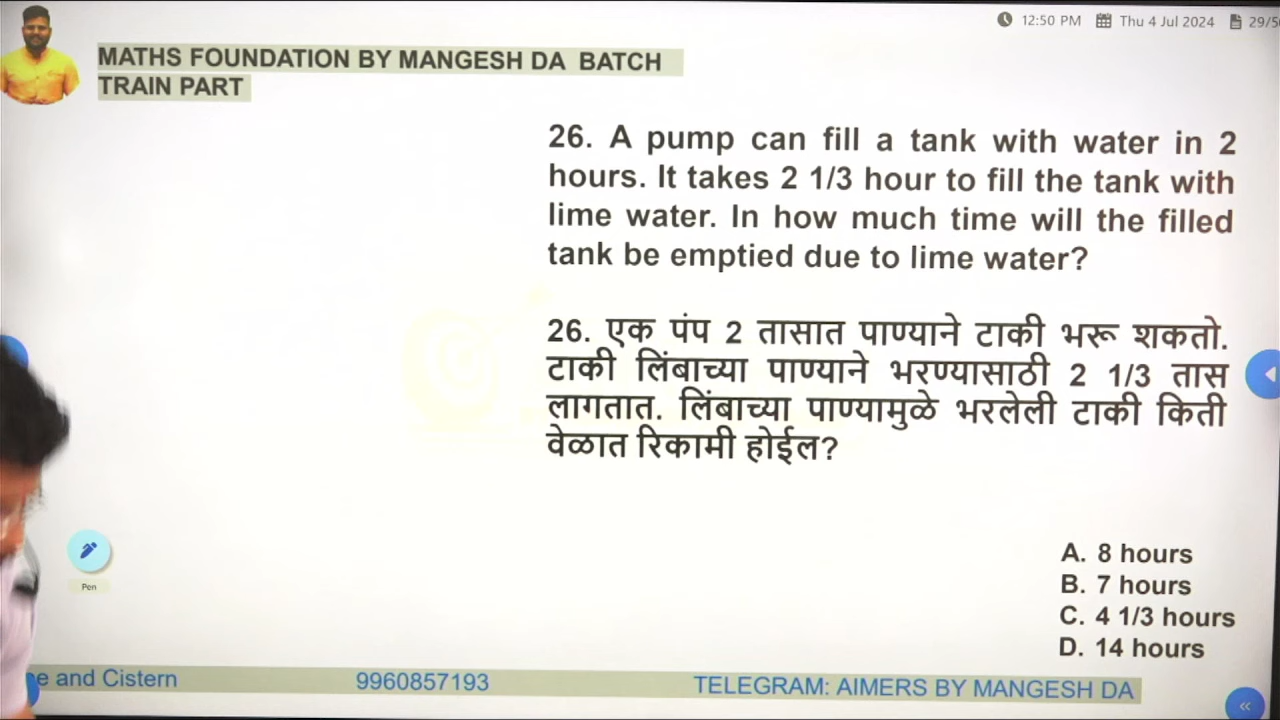 12:50 PM Thu 4 Jul 2024 29/5
MATHS FOUNDATION BY MANGESH DA BATCH
TRAIN PART
26. A pump can fill a tank with water in 2
hours. It takes 2 1/3 hour to fill the tank with
lime water. In how much time will the filled
tank be emptied due to lime water?
26. एक पंप 2 तासात पाण्याने टाकी भरू शकतो.
टाकी लिंबाच्या पाण्याने भरण्यासाठी 2 1/3 तास
लागतात. लिंबाच्या पाण्यामुळे भरलेली टाकी किती
वेळात रिकामी होईल?
A. 8 hours
B. 7 hours
C. 4 1/3 hours
D. 14 hours
Pen
e and Cistern 9960857193 TELEGRAM: AIMERS BY MANGESH DA